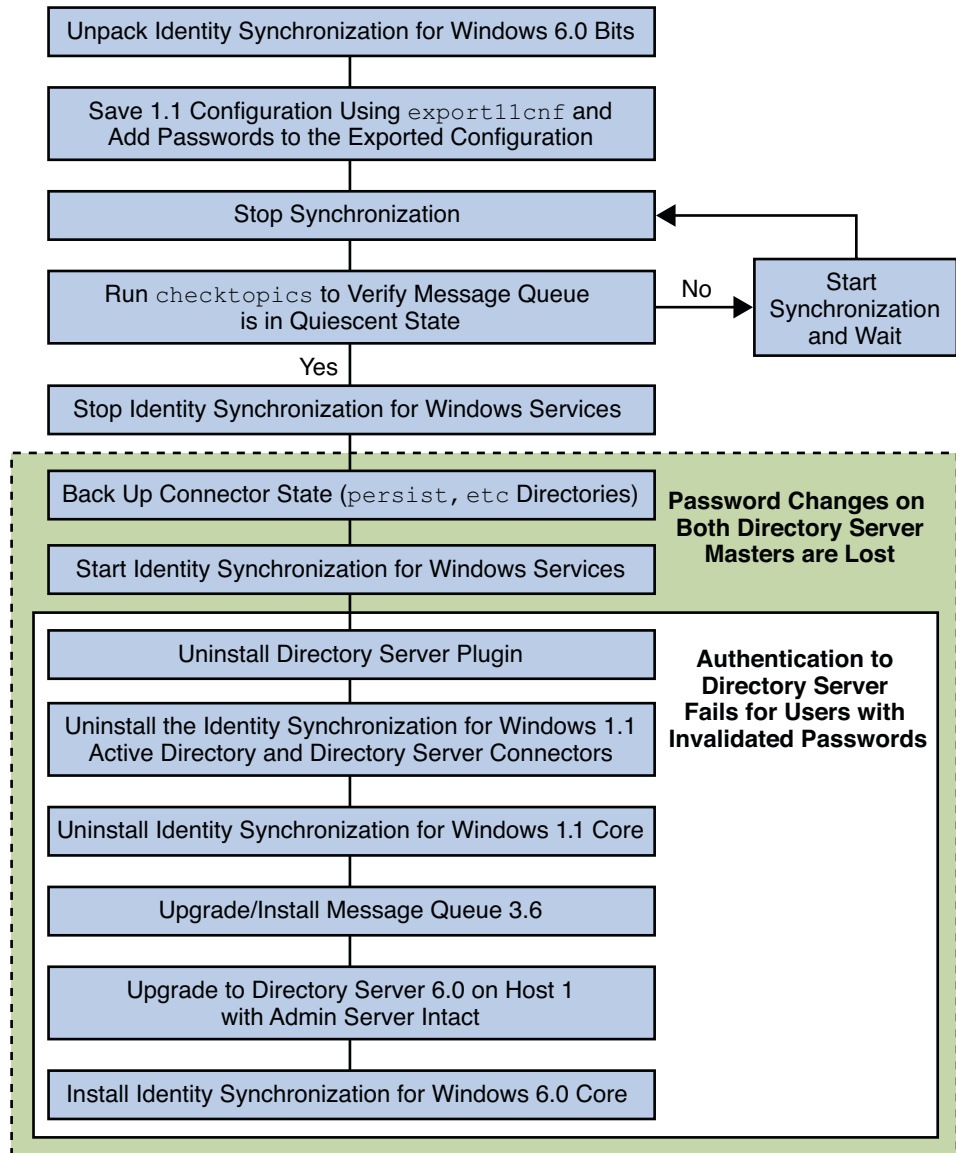 Unpack Identity Synchronization for Windows 6.0 Bits
Save 1.1 Configuration Using export11cnf and
Add Passwords to the Exported Configuration
Stop Synchronization
Run checktopics to Verify Message Queue
is in Quiescent State
No
Start
Synchronization
and Wait
Yes
Stop Identity Synchronization for Windows Services
Back Up Connector State (persist, etc Directories)
Password Changes on
Both Directory Server
Masters are Lost
Start Identity Synchronization for Windows Services
Uninstall Directory Server Plugin
Authentication to
Directory Server
Fails for Users with
Invalidated Passwords
Uninstall the Identity Synchronization for Windows 1.1
Active Directory and Directory Server Connectors
Uninstall Identity Synchronization for Windows 1.1 Core
Upgrade/Install Message Queue 3.6
Upgrade to Directory Server 6.0 on Host 1
with Admin Server Intact
Install Identity Synchronization for Windows 6.0 Core